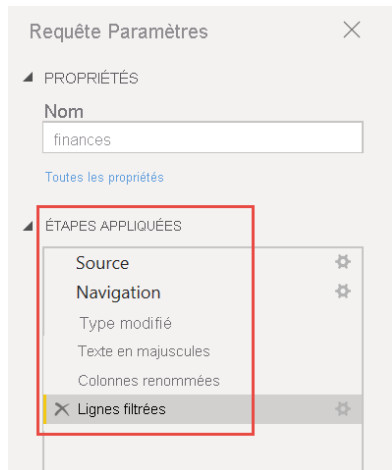 Requête Paramètres
PROPRIÉTÉS
Nom
finances
Toutes les propriétés
ÉTAPES APPLIQUÉES
Source
Navigation
Type modifié
Texte en majuscules
Colonnes renommées
Lignes filtrées